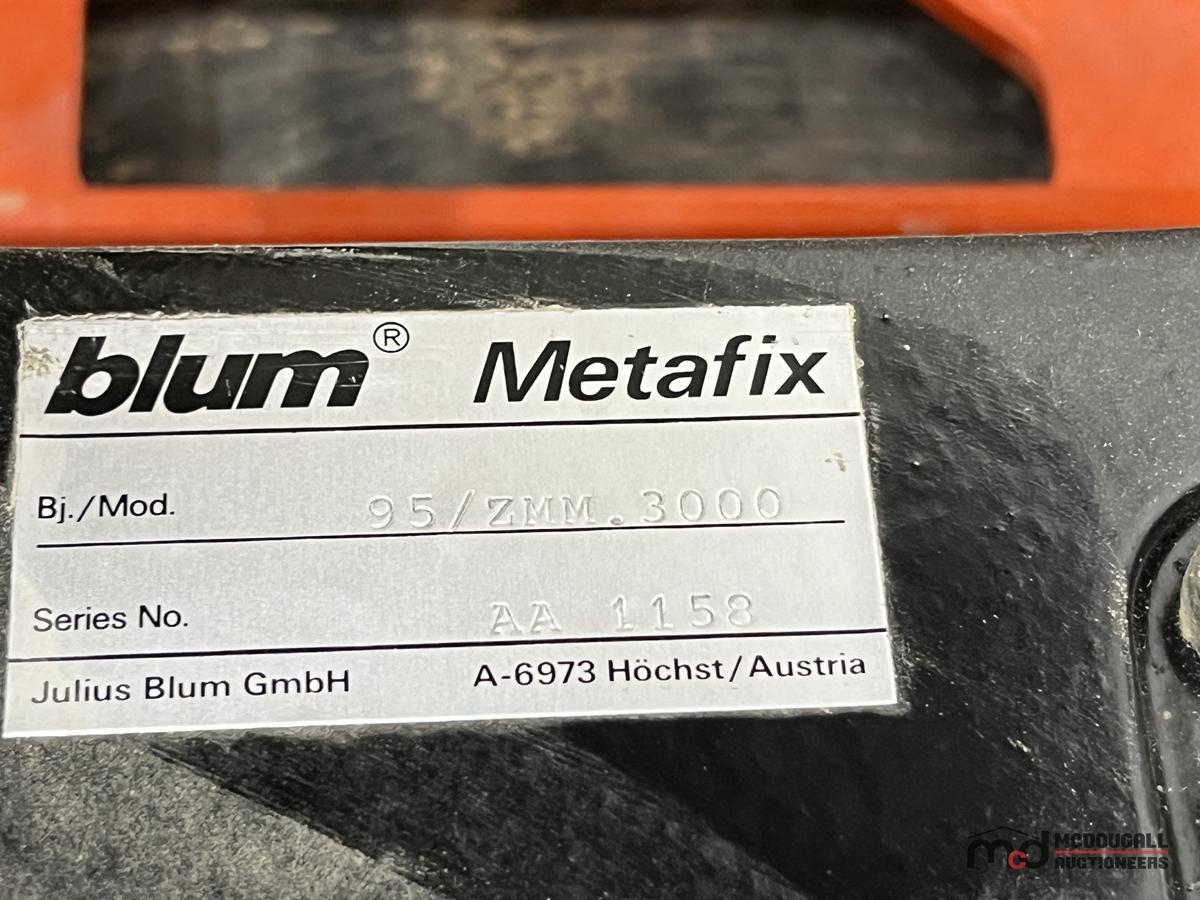 blum® Metafix
Bj./Mod. 95/ZMM.3000
Series No. AA 1158
Julius Blum GmbH A-6973 Höchst/Austria
mcd MCDOUGALL
AUCTIONEERS